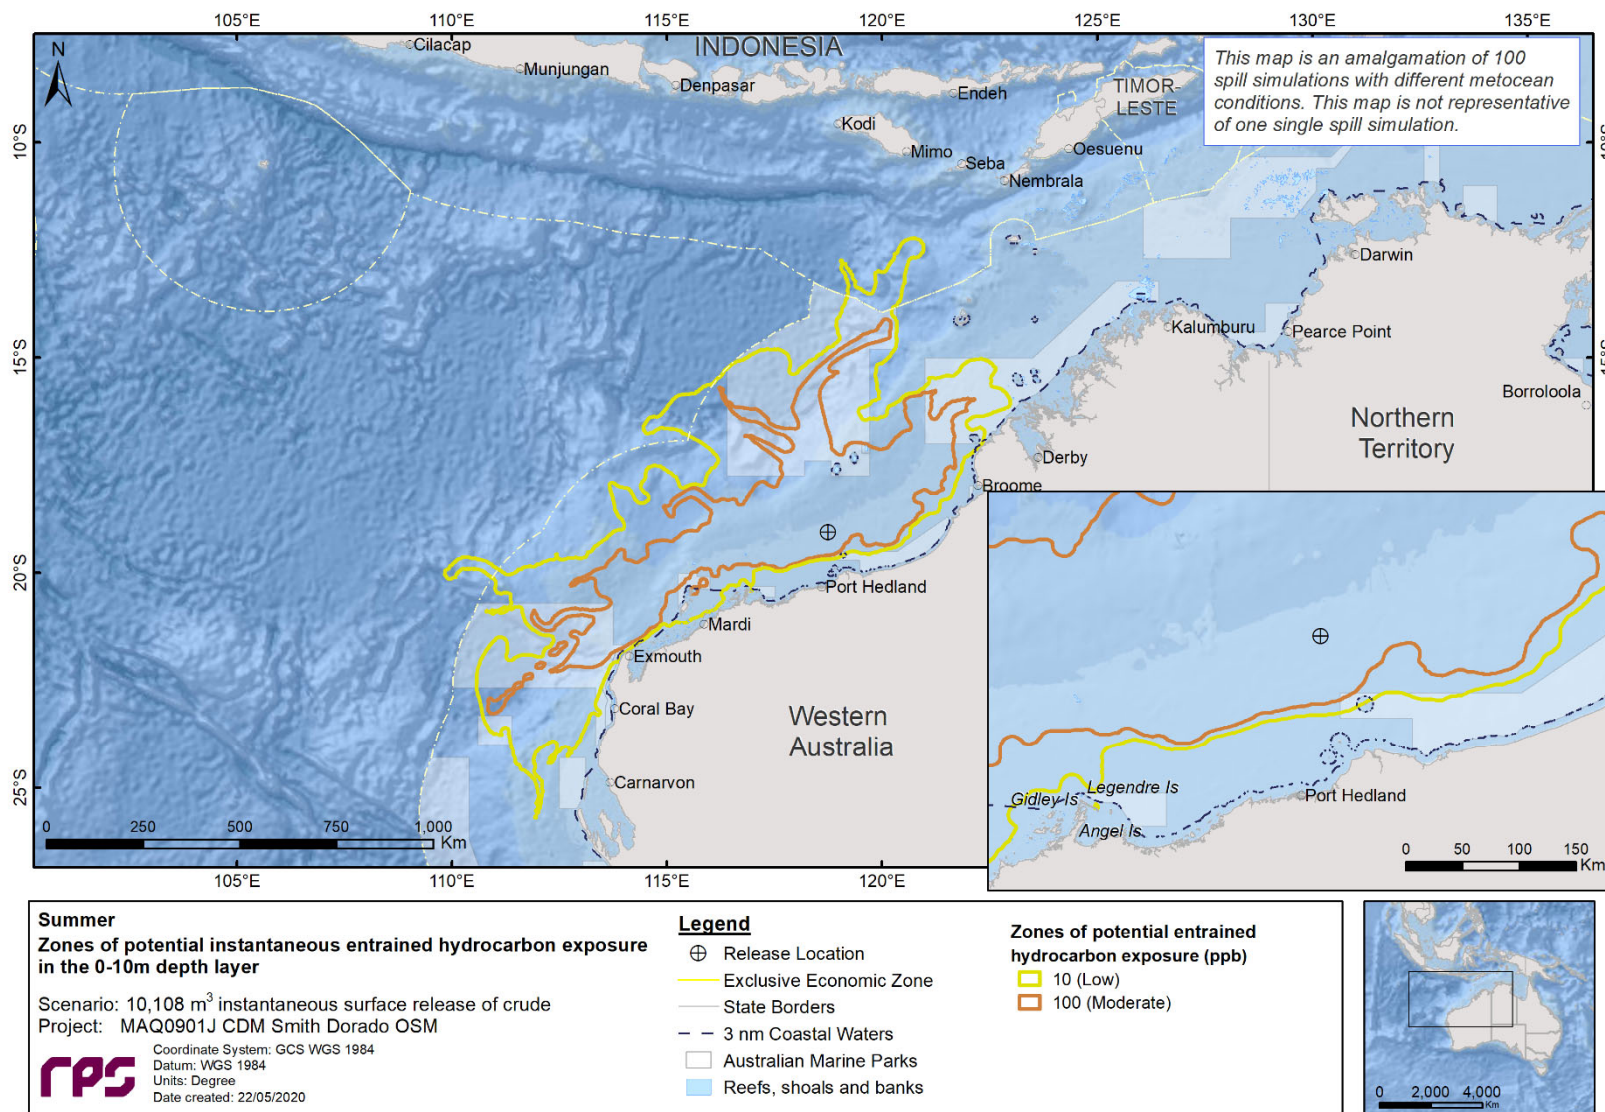 105°E 110°E 115°E 120°E 125°E 130°E 135°E
N
Cilacap
INDONESIA
Munjungan
Denpasar
Endeh
TIMOR-
LESTE
Kodi
Mimo
Seba
Oesuenu
Nembrala
This map is an amalgamation of 100
spill simulations with different metocean
conditions. This map is not representative
of one single spill simulation.
10°S
10°S
Darwin
Kalumburu
Pearce Point
15°S
15°S
Borroloola
Northern
Territory
Derby
Broome
20°S
Port Hedland
Mardi
Exmouth
Coral Bay
Western
Australia
Carnarvon
25°S
0 250 500 750 1,000
Km
105°E 110°E 115°E 120°E
Gidley Is
Legendre Is
Angel Is
Port Hedland
0 50 100 150
Km
Summer
Zones of potential instantaneous entrained hydrocarbon exposure
in the 0-10m depth layer
Scenario: 10,108 m³ instantaneous surface release of crude
Project: MAQ0901J CDM Smith Dorado OSM
rps
Coordinate System: GCS WGS 1984
Datum: WGS 1984
Units: Degree
Date created: 22/05/2020
Legend
Release Location
Exclusive Economic Zone
State Borders
3 nm Coastal Waters
Australian Marine Parks
Reefs, shoals and banks
Zones of potential entrained
hydrocarbon exposure (ppb)
10 (Low)
100 (Moderate)
0 2,000 4,000
Km